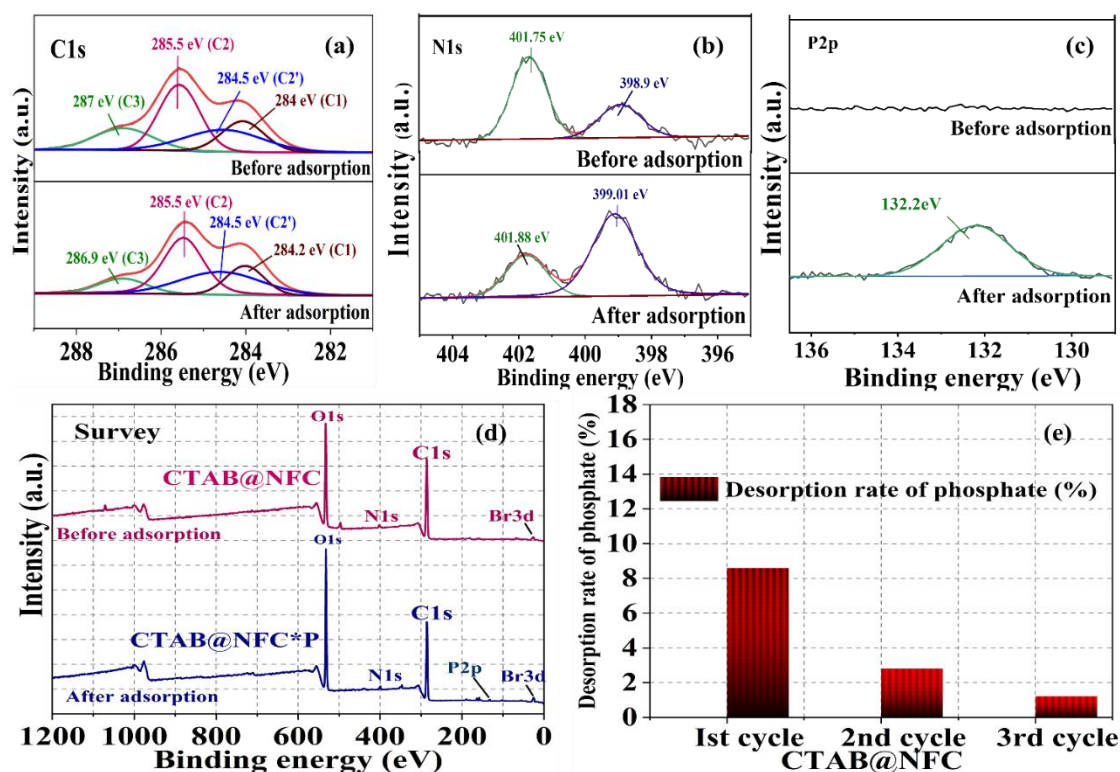 C1s
(a)
285.5 eV (C2)
284.5 eV (C2')
287 eV (C3)
284 eV (C1)
Before adsorption
285.5 eV (C2)
284.5 eV (C2')
286.9 eV (C3)
284.2 eV (C1)
After adsorption
Intensity (a.u.)
288 286 284 282
Binding energy (eV)
N1s
(b)
401.75 eV
398.9 eV
Before adsorption
399.01 eV
401.88 eV
After adsorption
Intensity (a.u.)
404 402 400 398 396
Binding energy (eV)
P2p
(c)
Before adsorption
132.2eV
After adsorption
Intensity (a.u.)
136 134 132 130
Binding energy (eV)
Survey
(d)
O1s
C1s
CTAB@NFC
N1s
Br3d
Before adsorption
O1s
C1s
CTAB@NFC*P
N1s
P2p
Br3d
After adsorption
Intensity (a.u.)
1200 1000 800 600 400 200 0
Binding energy (eV)
(e)
Desorption rate of phosphate (%)
18
16
14
12
10
8
6
4
2
0
Desorption rate of phosphate (%)
1st cycle 2nd cycle 3rd cycle
CTAB@NFC